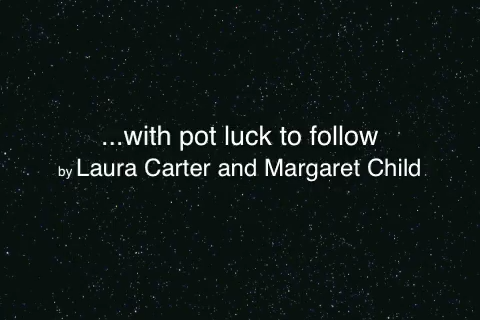 ...with pot luck to follow
by Laura Carter and Margaret Child